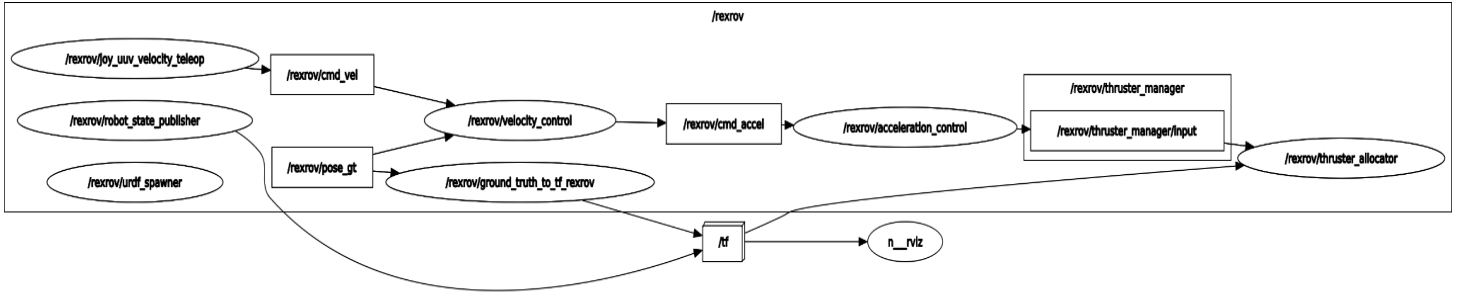 /rexrov
/rexrov/joy_uuv_velocity_teleop
/rexrov/cmd_vel
/rexrov/thruster_manager
/rexrov/robot_state_publisher
/rexrov/velocity_control
/rexrov/cmd_accel
/rexrov/acceleration_control
/rexrov/thruster_manager/input
/rexrov/pose_gt
/rexrov/thruster_allocator
/rexrov/urdf_spawner
/rexrov/ground_truth_to_tf_rexrov
/tf
n__rviz